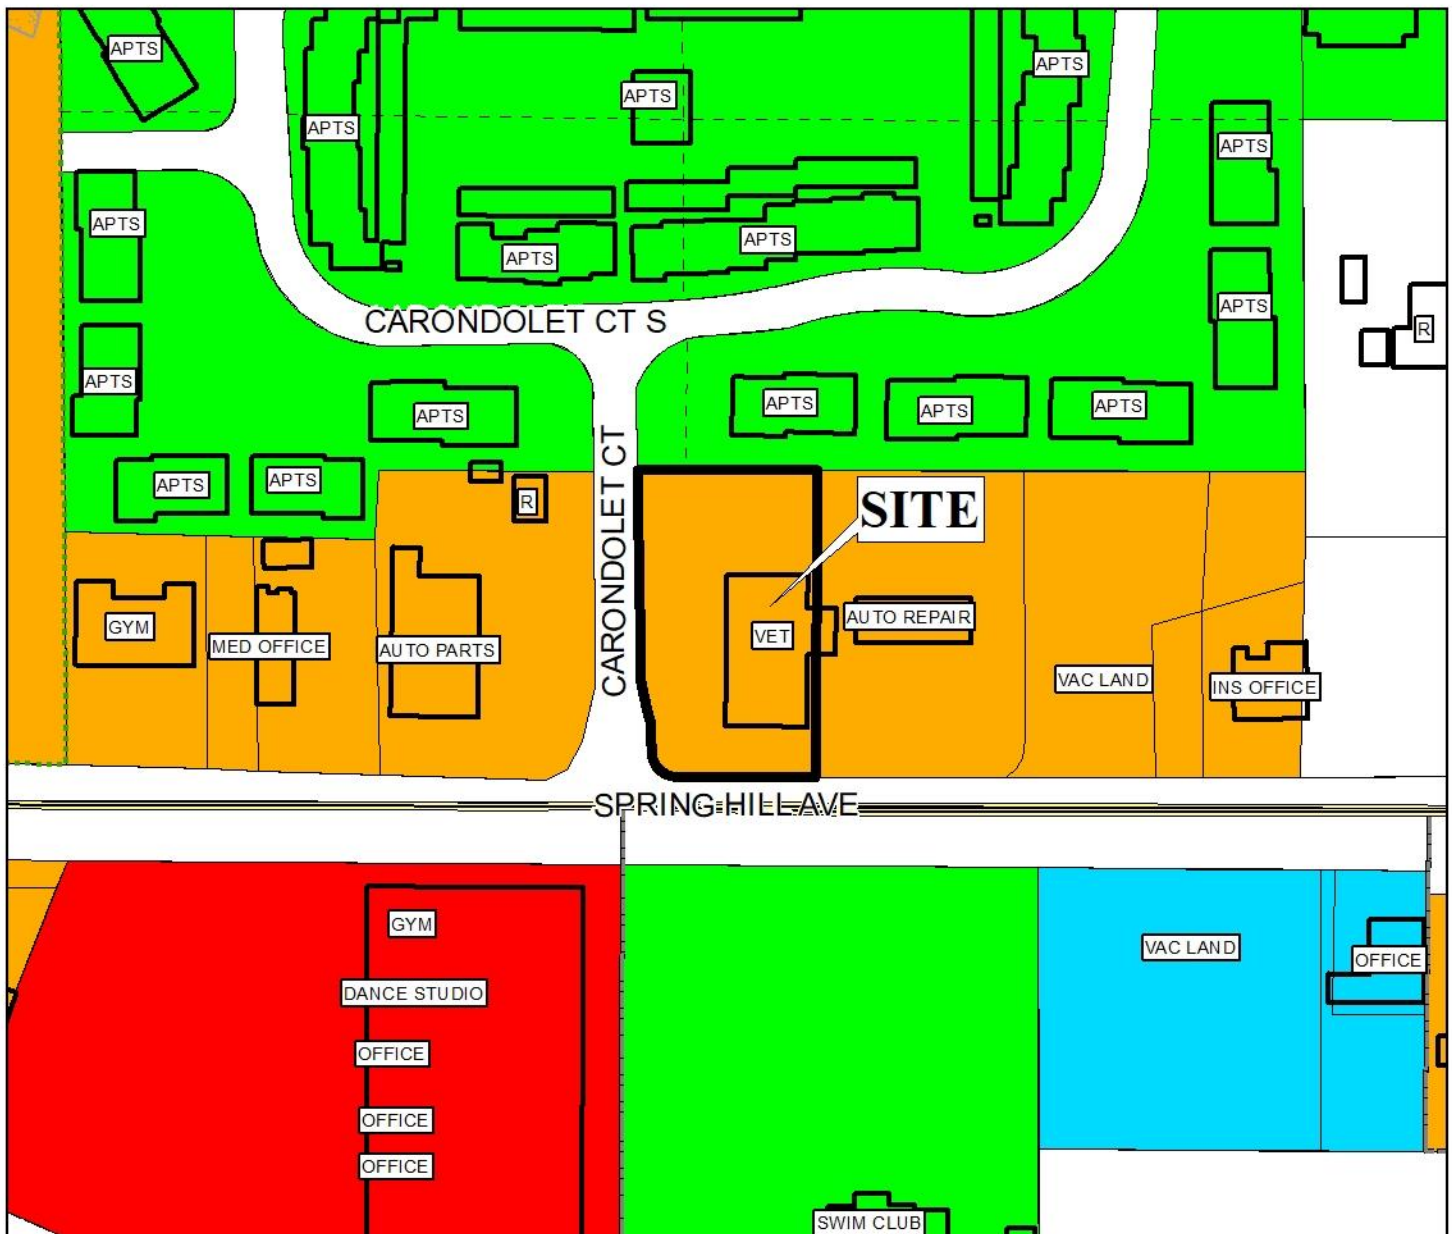 APTS
APTS
APTS
APTS
APTS
APTS
APTS
APTS
APTS
APTS
CARONDOLET CT S
R
APTS
APTS
APTS
APTS
APTS
APTS
APTS
R
SITE
CARONDOLET CT
GYM
MED OFFICE
AUTO PARTS
VET
AUTO REPAIR
VAC LAND
INS OFFICE
SPRING HILL AVE
GYM
VAC LAND
OFFICE
DANCE STUDIO
OFFICE
OFFICE
OFFICE
SWIM CLUB